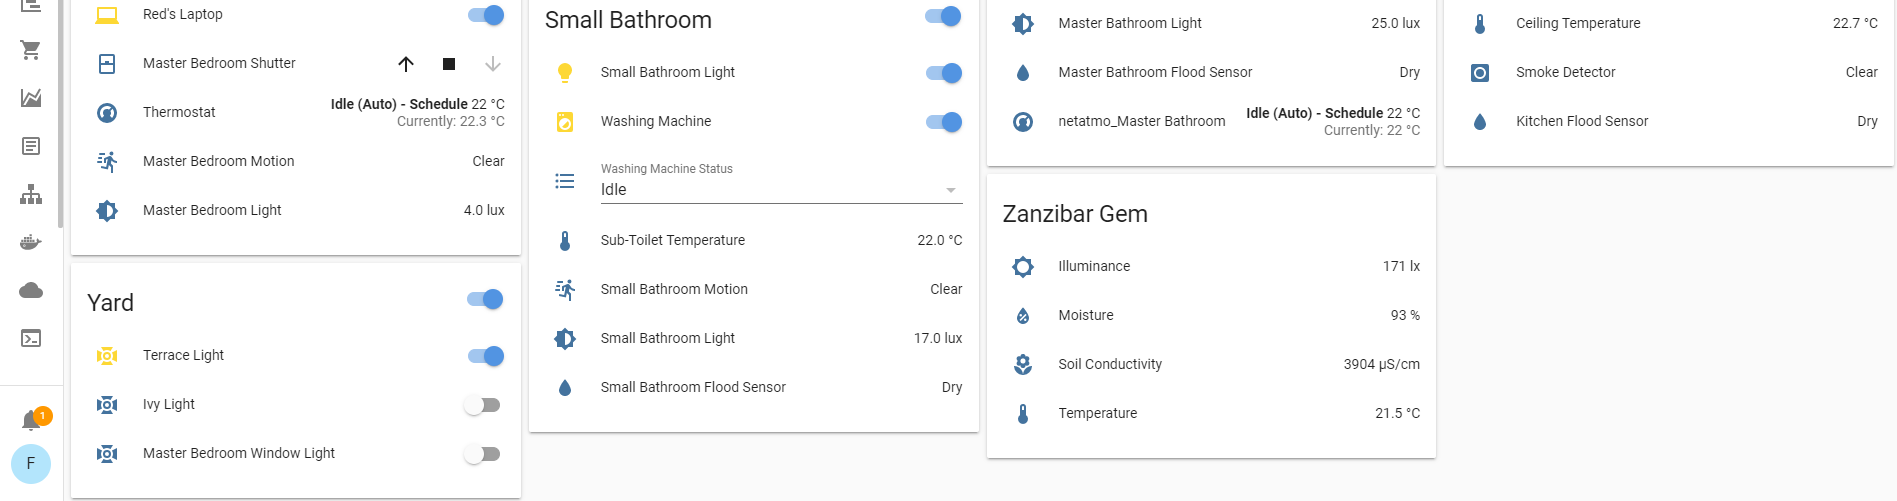 Red's Laptop
Master Bedroom Shutter
Thermostat
Idle (Auto) - Schedule 22 °C
Currently: 22.3 °C
Master Bedroom Motion
Clear
Master Bedroom Light
4.0 lux
Yard
Terrace Light
Ivy Light
Master Bedroom Window Light
1
F
Small Bathroom
Small Bathroom Light
Washing Machine
Washing Machine Status
Idle
Sub-Toilet Temperature
22.0 °C
Small Bathroom Motion
Clear
Small Bathroom Light
17.0 lux
Small Bathroom Flood Sensor
Dry
Master Bathroom Light
25.0 lux
Master Bathroom Flood Sensor
Dry
netatmo_Master Bathroom
Idle (Auto) - Schedule 22 °C
Currently: 22 °C
Zanzibar Gem
Illuminance
171 lx
Moisture
93 %
Soil Conductivity
3904 µS/cm
Temperature
21.5 °C
Ceiling Temperature
22.7 °C
Smoke Detector
Clear
Kitchen Flood Sensor
Dry